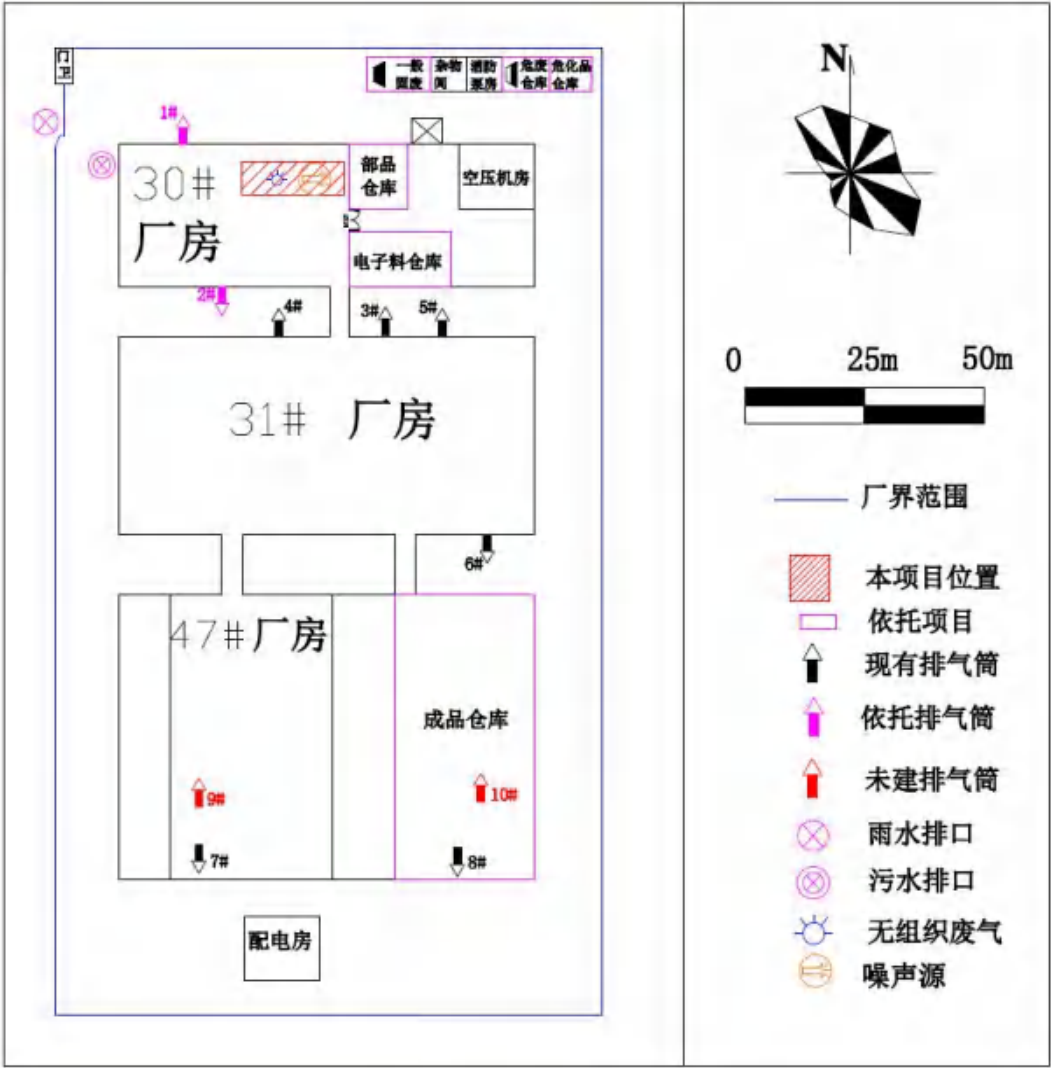 门卫
一般 杂物 消防 危废 危化品
固废 间 泵房 仓库 仓库
1#
30#
厂房
部品
仓库
空压机房
电子料仓库
2#
4#
3#
5#
31# 厂房
6#
47# 厂房
成品仓库
9#
10#
7#
8#
配电房
N
0 25m 50m
厂界范围
本项目位置
依托项目
现有排气筒
依托排气筒
未建排气筒
雨水排口
污水排口
无组织废气
噪声源